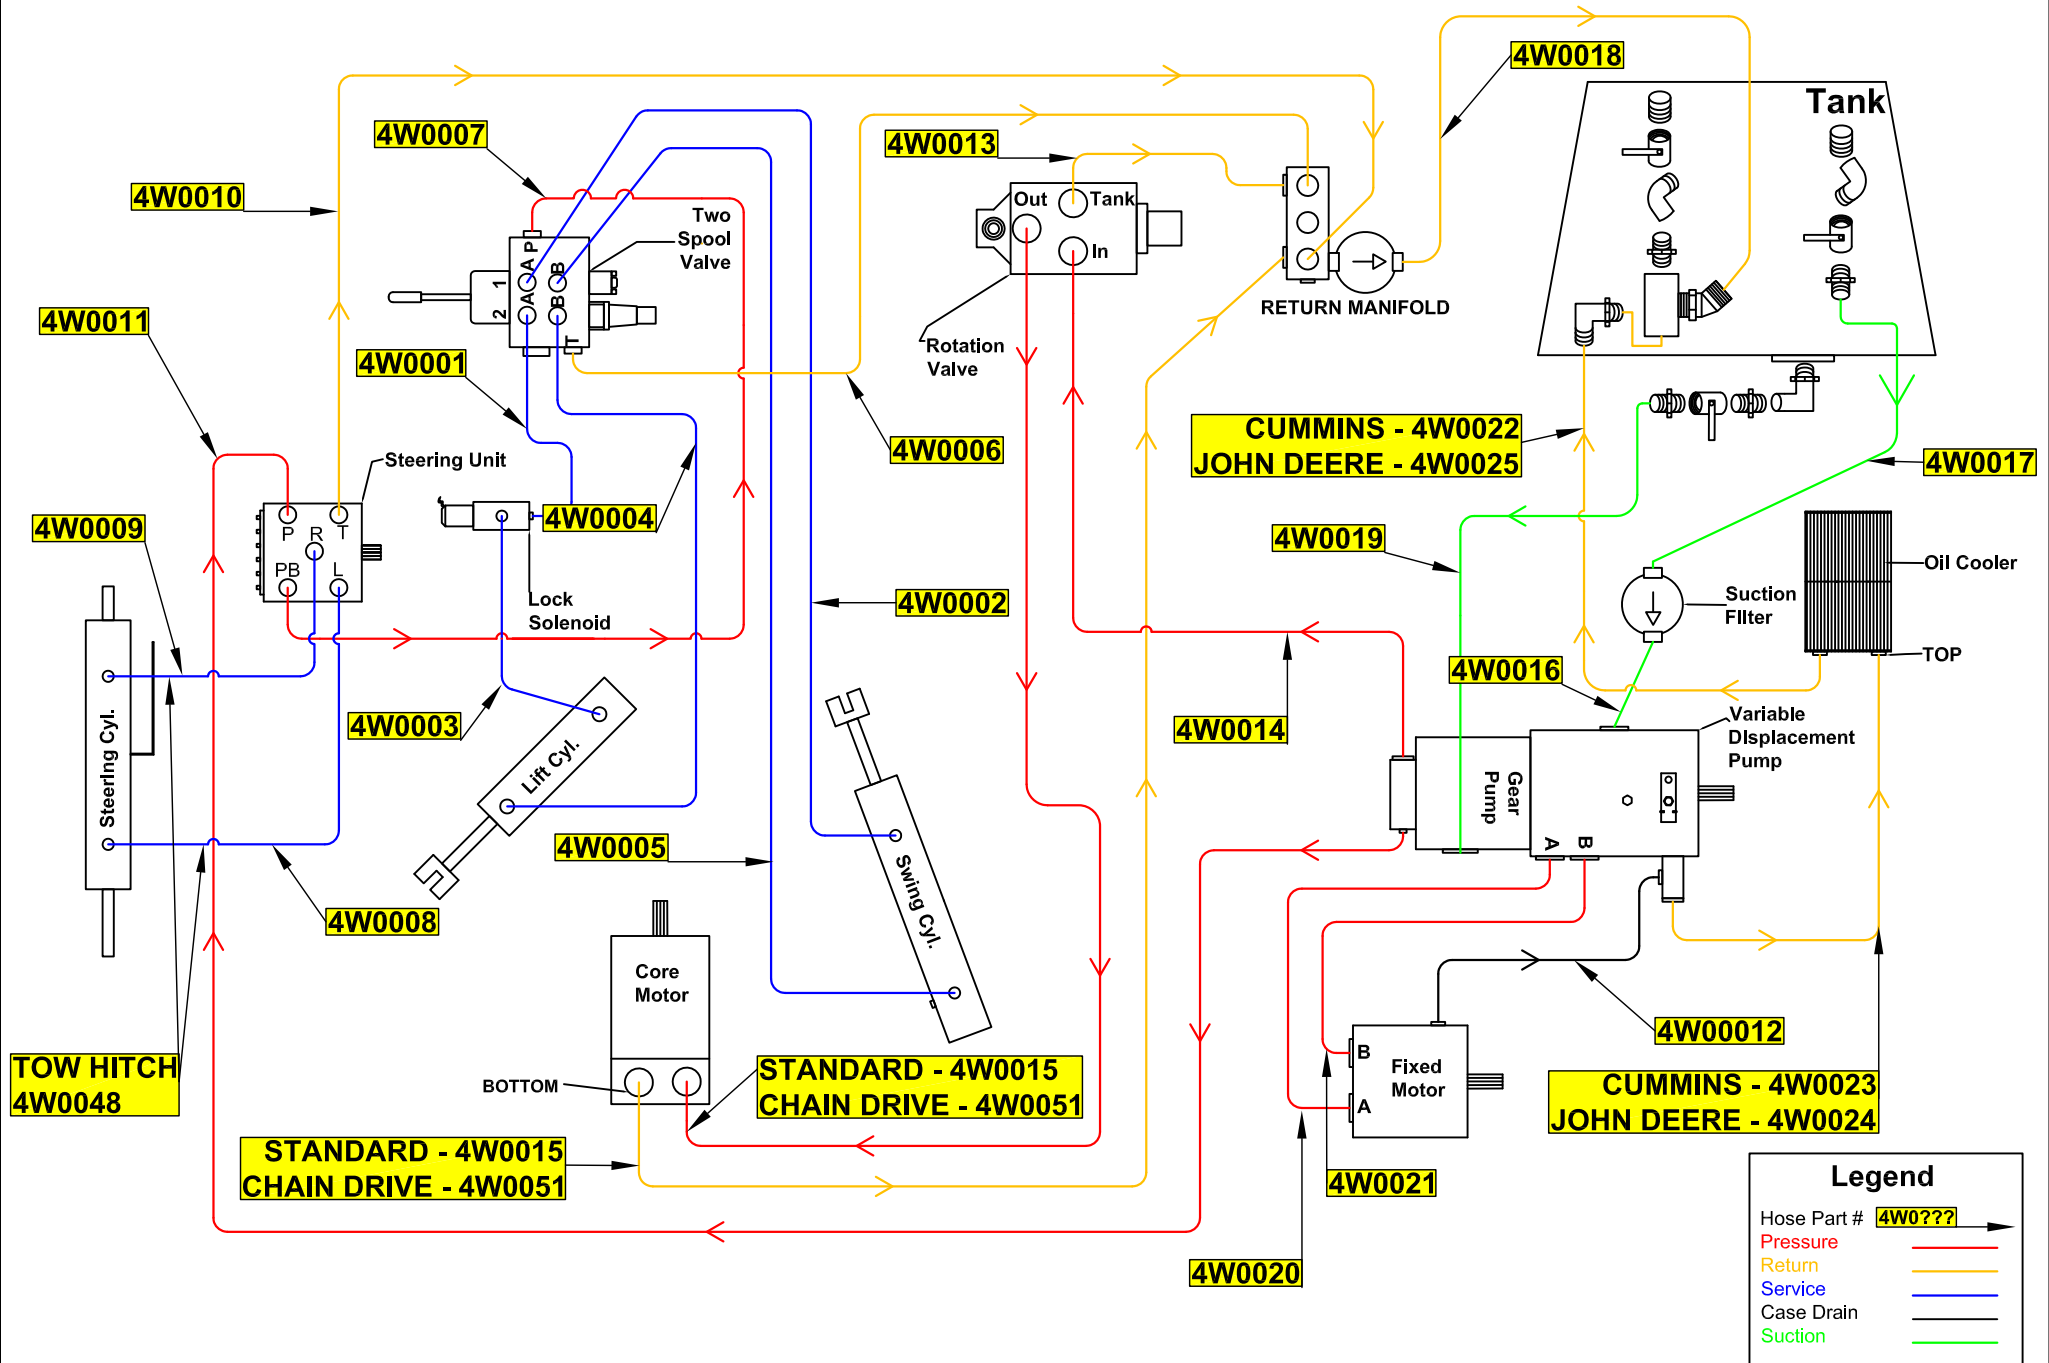 4W0018
Tank
4W0007
4W0013
4W0010
Two
Spool
Valve
Out
Tank
In
P
A
B
1
A
B
2
T
RETURN MANIFOLD
4W0011
4W0001
Rotation
Valve
4W0006
CUMMINS - 4W0022
JOHN DEERE - 4W0025
4W0017
Steering Unit
4W0009
P
R
T
PB
L
4W0004
4W0019
Oil Cooler
Lock
Solenoid
4W0002
Suction
Filter
TOP
4W0016
Steering Cyl.
4W0003
Lift Cyl.
4W0014
Variable
Displacement
Pump
Gear
Pump
A
B
4W0005
Swing Cyl.
4W0008
Core
Motor
4W00012
TOW HITCH
4W0048
BOTTOM
STANDARD - 4W0015
CHAIN DRIVE - 4W0051
B
Fixed
Motor
A
CUMMINS - 4W0023
JOHN DEERE - 4W0024
STANDARD - 4W0015
CHAIN DRIVE - 4W0051
4W0021
4W0020
Legend
Hose Part # 4W0???
Pressure
Return
Service
Case Drain
Suction